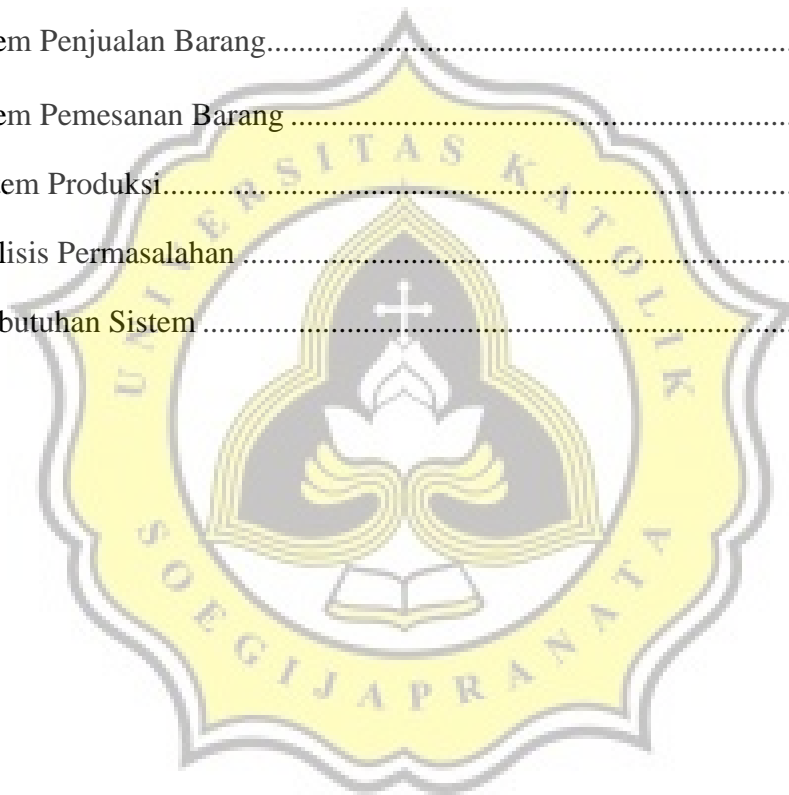 em Penjualan Barang..............................................................
em Pemesanan Barang ..........................................................
em Produksi...........................................................................
lisis Permasalahan ................................................................
butuhan Sistem .....................................................................
UNIVERSITAS KATOLIK
SOEGIJAPRANATA